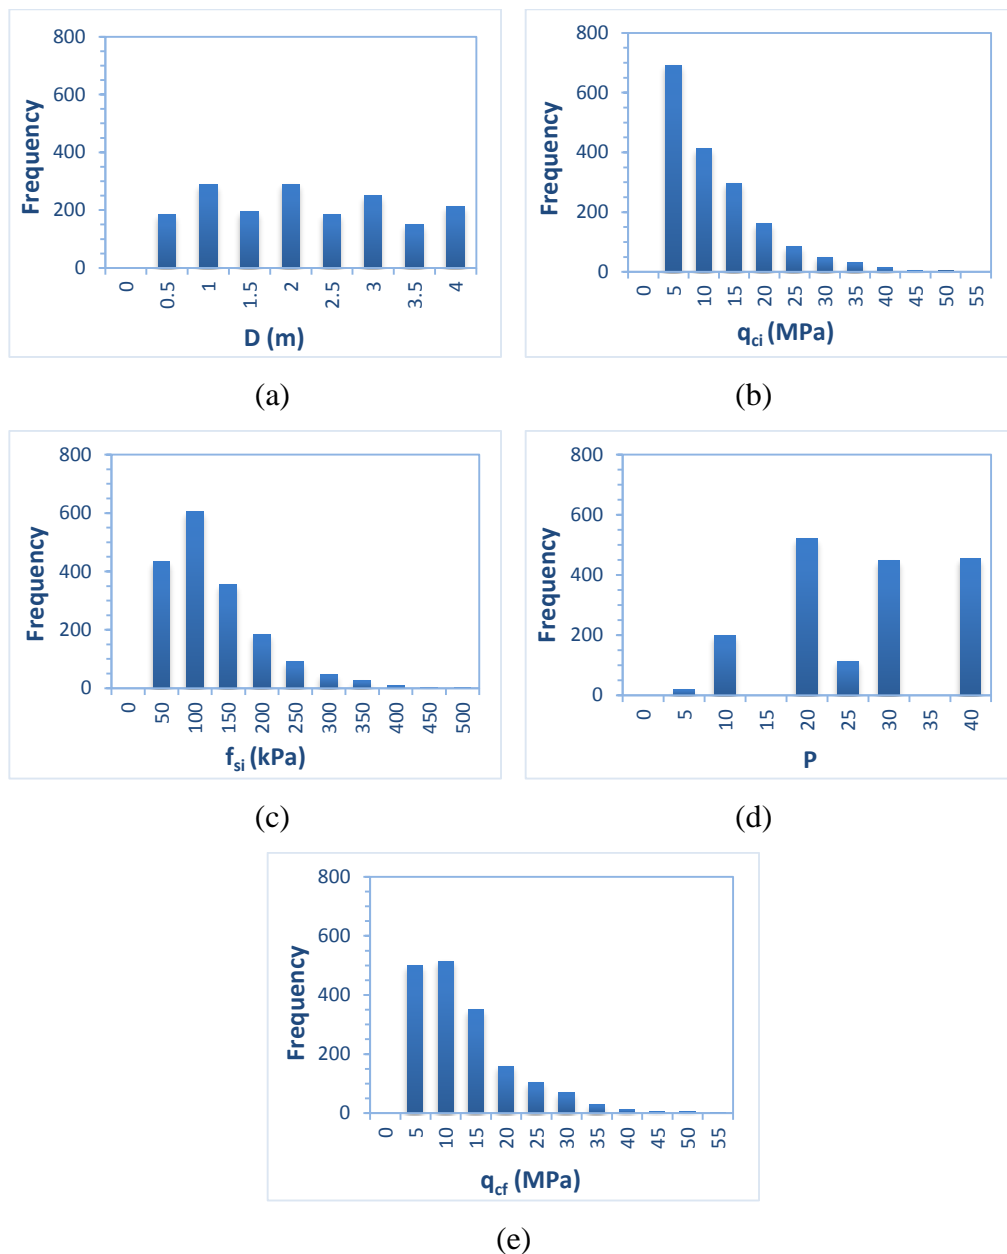 800
600
400
200
0
Frequency
0 0.5 1 1.5 2 2.5 3 3.5 4
D (m)
(a)
800
600
400
200
0
Frequency
0 5 10 15 20 25 30 35 40 45 50 55
qci (MPa)
(b)
800
600
400
200
0
Frequency
0 50 100 150 200 250 300 350 400 450 500
fsi (kPa)
(c)
800
600
400
200
0
Frequency
0 5 10 15 20 25 30 35 40
P
(d)
800
600
400
200
0
Frequency
0 5 10 15 20 25 30 35 40 45 50 55
qcf (MPa)
(e)